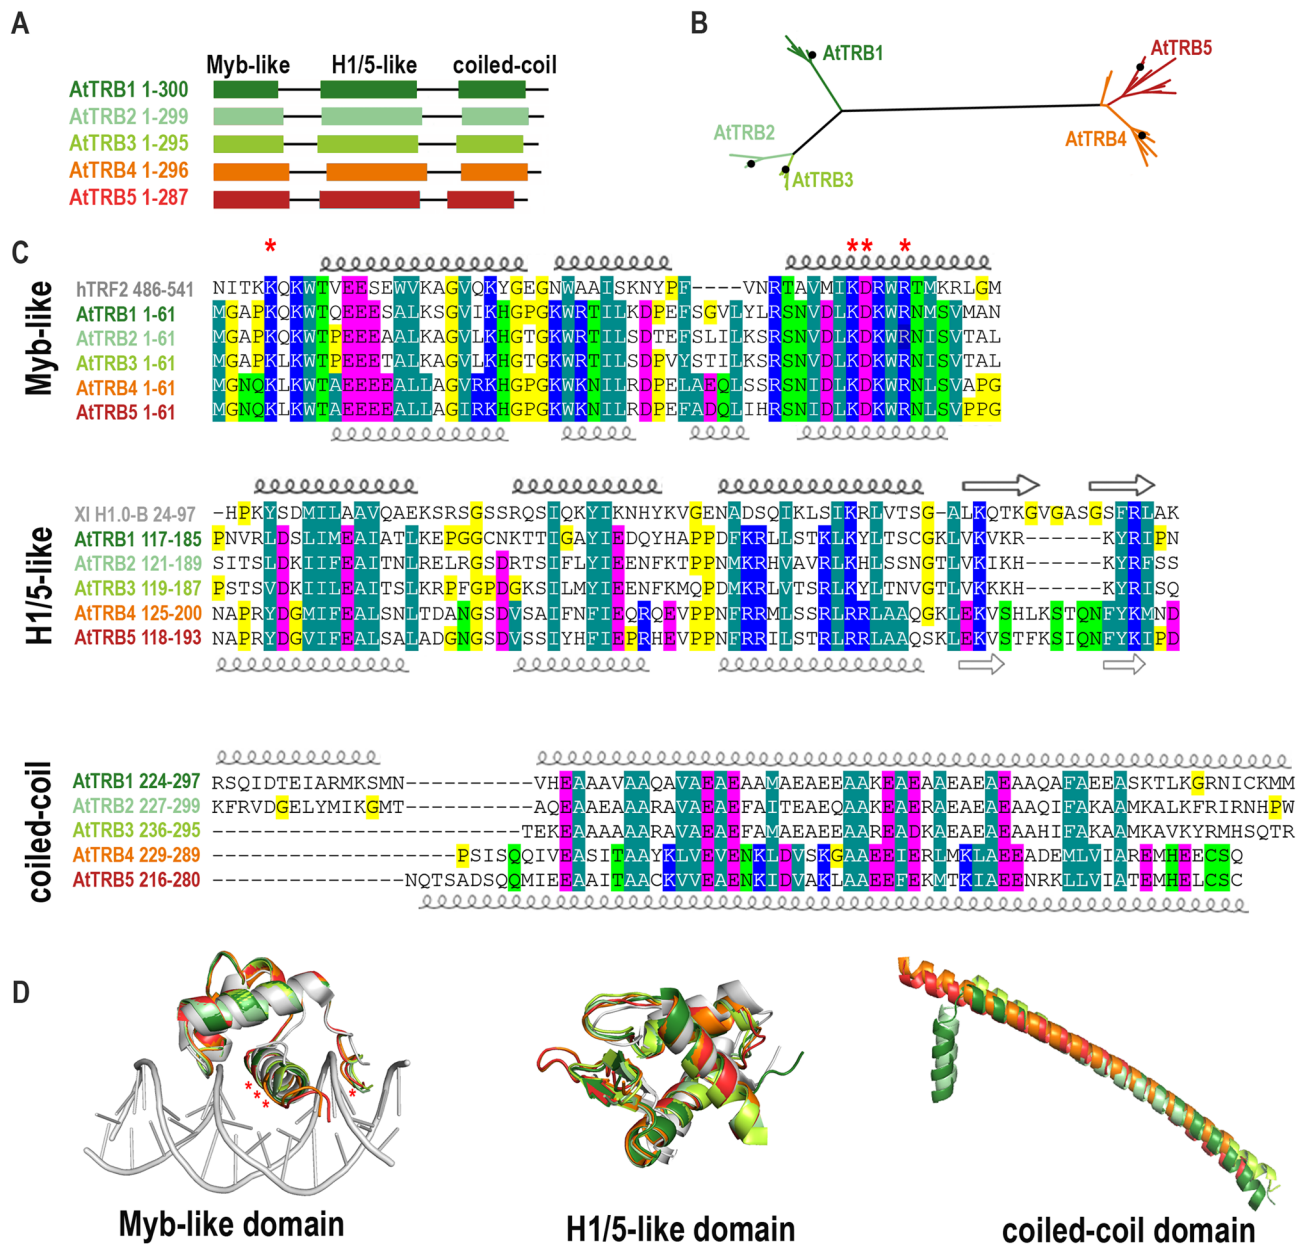 A
Myb-like H1/5-like coiled-coil
AtTRB1 1-300
AtTRB2 1-299
AtTRB3 1-295
AtTRB4 1-296
AtTRB5 1-287
B
AtTRB1
AtTRB5
AtTRB2
AtTRB4
AtTRB3
C
Myb-like
* ** *
hTRF2 486-541 NITKKQKWTVEESEWVKAGVQKYGEGNWAAISKNYPF----VNRTAVMIKDRWRTMKRLGM
AtTRB1 1-61 MGAPKQKWTQEEESALKSGVIKHGPGKWRTILKDPEFSGVLYLRSNVDLKDKWRNMSVMAN
AtTRB2 1-61 MGAPKQKWTPEEEAALKAGVLKHGTGKWRTILSDTEFSLILKSRSNVDLKDKWRNISVTAL
AtTRB3 1-61 MGAPKLKWTPEEETALKAGVLKHGTGKWRTILSDPVYSTILKSRSNVDLKDKWRNISVTAL
AtTRB4 1-61 MGNQKLKWTAEEEEALLAGVRKHGPGKWKNILRDPELAEQLSSRSNIDLKDKWRNLSVAPG
AtTRB5 1-61 MGNQKLKWTAEEEEALLAGIRKHGPGKWKNILRDPEFADQLIHRSNIDLKDKWRNLSVPPG
H1/5-like
Xl H1.0-B 24-97 -HPKYSDMILAAVQAEKSRSGSSRQSIQKYIKNHYKVGENADSQIKLSIKRLVTSG-ALKQTKGVGASGSFRLAK
AtTRB1 117-185 PNVRLDSLIMEAIATLKEPGGCNKTTIGAYIEDQYHAPPDFKRLLSTKLKYLTSCGKLVKVKR------KYRIPN
AtTRB2 121-189 SITSLDKIIFEAITNLRELRGSDRTSIFLYIEENFKTPPNMKRHVAVRLKHLSSNGTLVKIKH------KYRFSS
AtTRB3 119-187 PSTSVDKIILEAITSLKRPFGPDGKSILMYIEENFKMQPDMKRLVTSRLKYLTNVGTLVKKKH------KYRISQ
AtTRB4 125-200 NAPRYDGMIFEALSNLTDANGSDVSAIFNFIEQRQEVPPNFRRMLSSRLRRLAAQGKLEKVSHLKSTQNFYKMND
AtTRB5 118-193 NAPRYDGVIFEALSALADGNGSDVSSIYHFIEPRHEVPPNFRRILSTRLRRLAAQSKLEKVSTFKSIQNFYKIPD
coiled-coil
AtTRB1 224-297 RSQIDTEIARMKSMN----------VHEAAAVAAQAVAEAEAAMAEAEEAAKEAEAAEAEAEAAQAFAEEASKTLKGRNICKMM
AtTRB2 227-299 KFRVDGELYMIKGMT----------AQEAAEAAARAVAEAEFAITEAEQAAKEAERAEAEAEAAQIFAKAAMKALKFRIRNHPW
AtTRB3 236-295 ------------------------TEKEAAAAAARAVAEAEFAMAEAEEAAREADKAEAEAEAAHIFAKAAMKAVKYRMHSQTR
AtTRB4 229-289 -------------------PSISQQIVEASITAAYKLVEVENKLDVSKGAAEEIERLMKLAEEADEMLVIAREMHEECSQ
AtTRB5 216-280 ---------------NQTSADSQQMIEEAAITAACKVVEAENKIDVAKLAAEEFEKMTKIAEENRKLLVIATEMHELCSC
D
* * * *
Myb-like domain
H1/5-like domain
coiled-coil domain